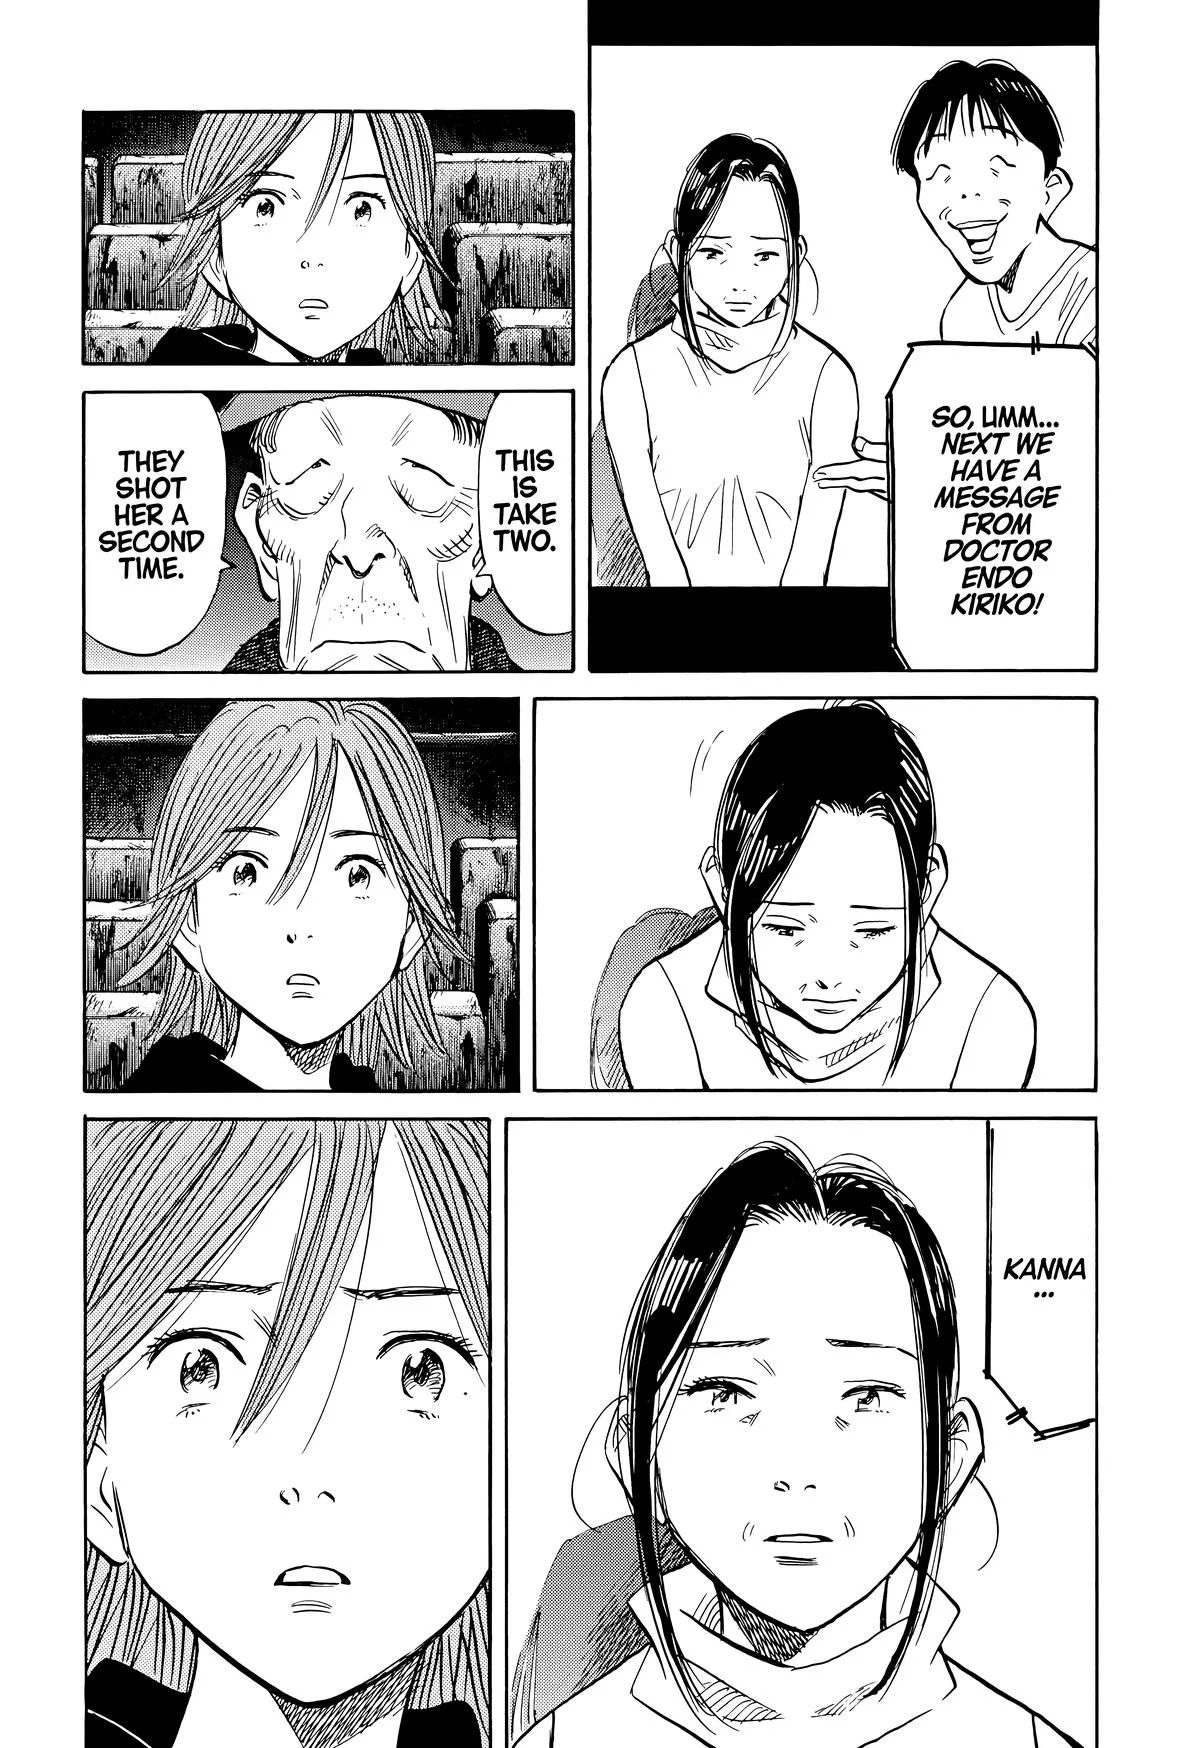 SO, UMM...
NEXT WE
HAVE A
MESSAGE
FROM
DOCTOR
ENDO
KIRIKO!
THIS
IS
TAKE
TWO.
THEY
SHOT
HER A
SECOND
TIME.
KANNA
...